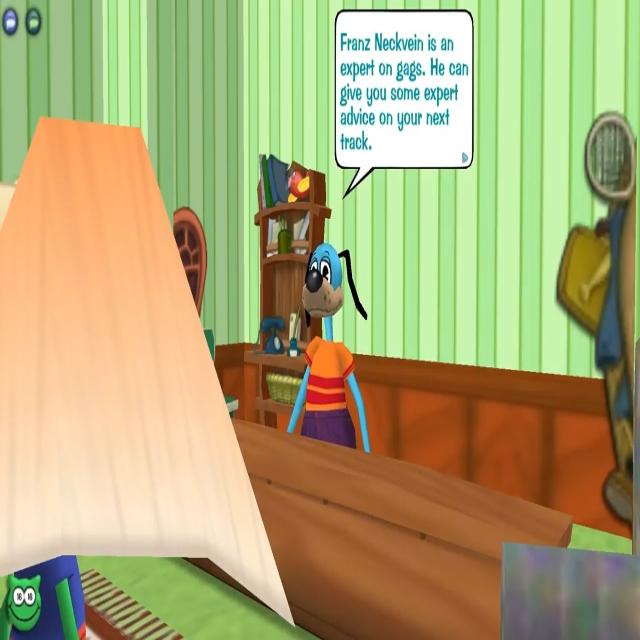 Franz Neckvein is an
expert on gags. He can
give you some expert
advice on your next
track.